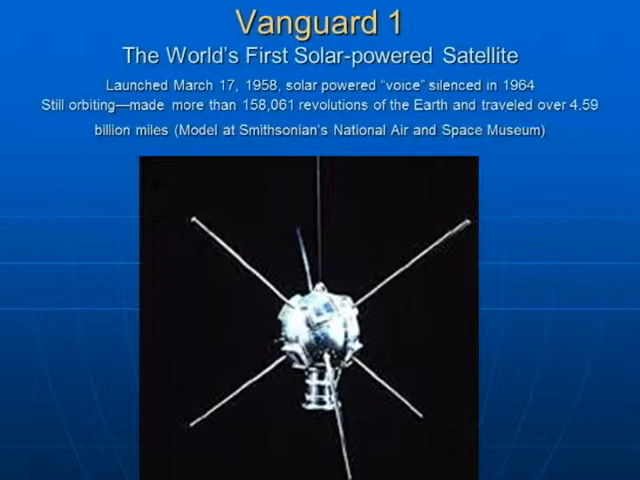 Vanguard 1
The World's First Solar-powered Satellite
Launched March 17, 1958, solar powered "voice" silenced in 1964
Still orbiting—made more than 158,061 revolutions of the Earth and traveled over 4.59
billion miles (Model at Smithsonian's National Air and Space Museum)